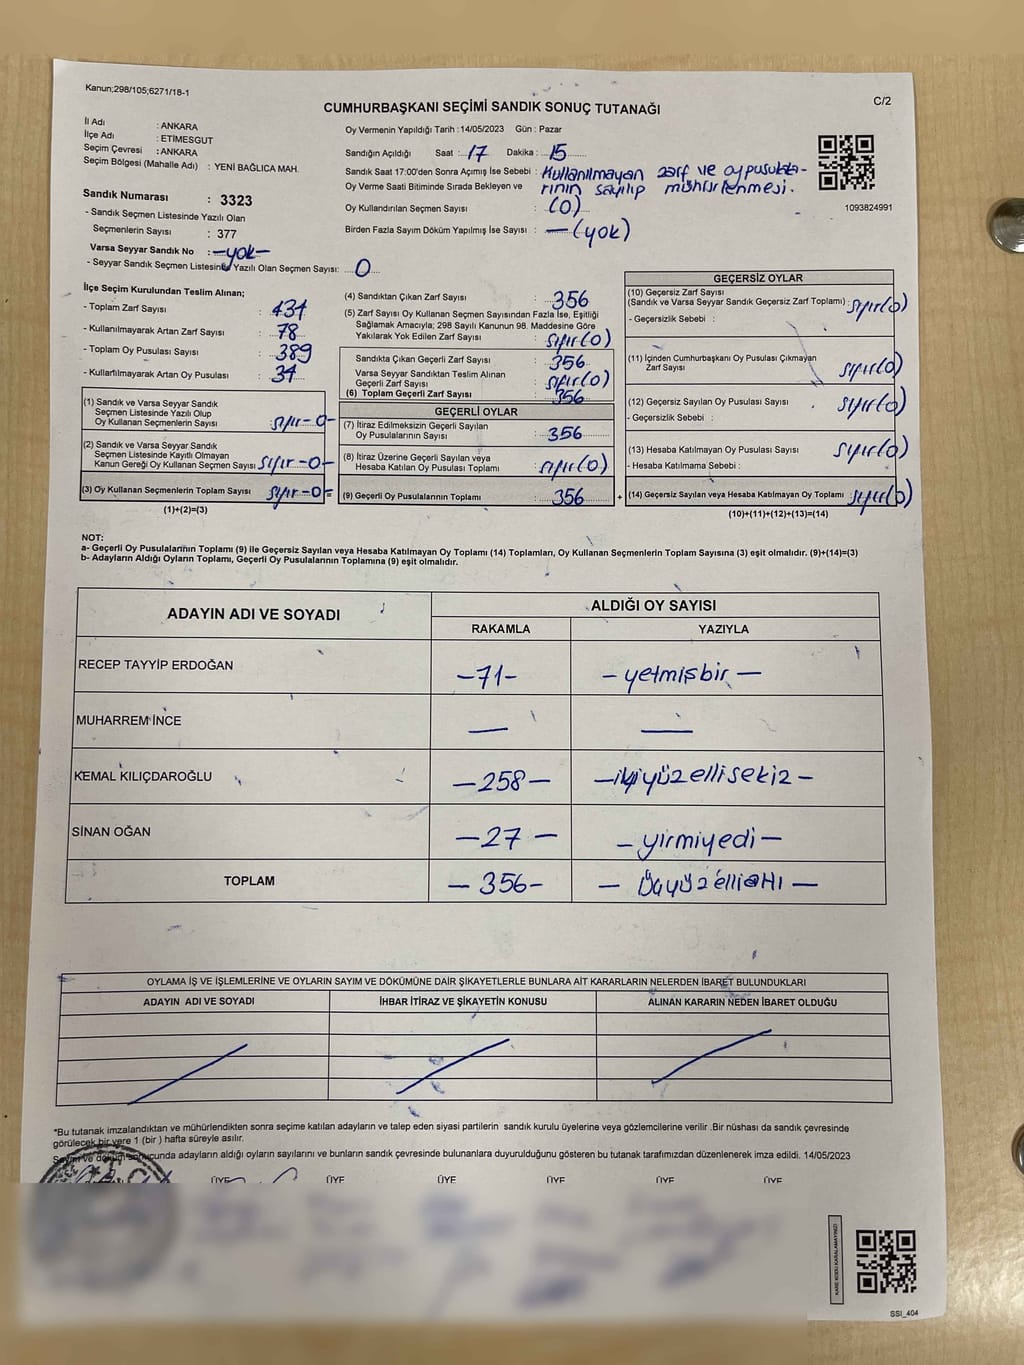 Kanun;298/105;6271/18-1
CUMHURBAŞKANI SEÇİMİ SANDIK SONUÇ TUTANAĞI
C/2
İl Adı : ANKARA
İlçe Adı : ETİMESGUT
Seçim Çevresi : ANKARA
Seçim Bölgesi (Mahalle Adı) : YENİ BAĞLICA MAH.
Sandık Numarası : 3323
- Sandık Seçmen Listesinde Yazılı Olan
Seçmenlerin Sayısı : 377
Varsa Seyyar Sandık No : -yok-
- Seyyar Sandık Seçmen Listesinde Yazılı Olan Seçmen Sayısı: 0
Oy Vermenin Yapıldığı Tarih : 14/05/2023 Gün : Pazar
Sandığın Açıldığı Saat : 17 Dakika : 15
Sandık Saat 17:00'den Sonra Açımış İse Sebebi : Kullanılmayan zarf ve oy pusulala-
Oy Verme Saati Bitiminde Sırada Bekleyen ve rının sayılıp mühürlenmesi.
Oy Kullandırılan Seçmen Sayısı : (0)
Birden Fazla Sayım Döküm Yapılmış İse Sayısı : —(yok)
1093824991
İlçe Seçim Kurulundan Teslim Alınan;
- Toplam Zarf Sayısı : 434
- Kullanılmayarak Artan Zarf Sayısı : 78
- Toplam Oy Pusulası Sayısı : 389
- Kullanılmayarak Artan Oy Pusulası : 34
(1) Sandık ve Varsa Seyyar Sandık
Seçmen Listesinde Yazılı Olup
Oy Kullanan Seçmenlerin Sayısı : sıfır-0-
(2) Sandık ve Varsa Seyyar Sandık
Seçmen Listesinde Kayıtlı Olmayan
Kanun Gereği Oy Kullanan Seçmen Sayısı : sıfır-0-
(3) Oy Kullanan Seçmenlerin Toplam Sayısı : sıfır-0- =
(1)+(2)=(3)
(4) Sandıktan Çıkan Zarf Sayısı : 356
(5) Zarf Sayısı Oy Kullanan Seçmen Sayısından Fazla İse, Eşitliği
Sağlamak Amacıyla; 298 Sayılı Kanunun 98. Maddesine Göre
Yakılarak Yok Edilen Zarf Sayısı : sıfır(0)
Sandıkta Çıkan Geçerli Zarf Sayısı : 356
Varsa Seyyar Sandıktan Teslim Alınan
Geçerli Zarf Sayısı : sıfır(0)
(6) Toplam Geçerli Zarf Sayısı : 356
GEÇERLİ OYLAR
(7) İtiraz Edilmeksizin Geçerli Sayılan
Oy Pusulalarının Sayısı : 356
(8) İtiraz Üzerine Geçerli Sayılan veya
Hesaba Katılan Oy Pusulası Toplamı : sıfır(0)
(9) Geçerli Oy Pusulalarının Toplamı : 356 +
GEÇERSİZ OYLAR
(10) Geçersiz Zarf Sayısı
(Sandık ve Varsa Seyyar Sandık Geçersiz Zarf Toplamı) : sıfır(0)
- Geçersizlik Sebebi :
(11) İçinden Cumhurbaşkanı Oy Pusulası Çıkmayan
Zarf Sayısı : sıfır(0)
(12) Geçersiz Sayılan Oy Pusulası Sayısı : sıfır(0)
- Geçersizlik Sebebi :
(13) Hesaba Katılmayan Oy Pusulası Sayısı : sıfır(0)
- Hesaba Katılmama Sebebi :
(14) Geçersiz Sayılan veya Hesaba Katılmayan Oy Toplamı : sıfır(0)
(10)+(11)+(12)+(13)=(14)
NOT:
a- Geçerli Oy Pusulalarının Toplamı (9) ile Geçersiz Sayılan veya Hesaba Katılmayan Oy Toplamı (14) Toplamları, Oy Kullanan Seçmenlerin Toplam Sayısına (3) eşit olmalıdır. (9)+(14)=(3)
b- Adayların Aldığı Oyların Toplamı, Geçerli Oy Pusulalarının Toplamına (9) eşit olmalıdır.
ADAYIN ADI VE SOYADI ALDIĞI OY SAYISI
RAKAMLA YAZIYLA
RECEP TAYYİP ERDOĞAN -71- - yetmişbir -
MUHARREM İNCE — —
KEMAL KILIÇDAROĞLU -258- -ikiyüzellisekiz-
SİNAN OĞAN -27- - yirmiyedi -
TOPLAM -356- - Üçyüzellialtı -
OYLAMA İŞ VE İŞLEMLERİNE VE OYLARIN SAYIM VE DÖKÜMÜNE DAİR ŞİKAYETLERLE BUNLARA AİT KARARLARIN NELERDEN İBARET BULUNDUKLARI
ADAYIN ADI VE SOYADI İHBAR İTİRAZ VE ŞİKAYETİN KONUSU ALINAN KARARIN NEDEN İBARET OLDUĞU
*Bu tutanak imzalandıktan ve mühürlendikten sonra seçime katılan adayların ve talep eden siyasi partilerin sandık kurulu üyelerine veya gözlemcilerine verilir .Bir nüshası da sandık çevresinde
görülecek bir yere 1 (bir ) hafta süreyle asılır.
Sayım ve döküm sonucunda adayların aldığı oyların sayılarını ve bunların sandık çevresinde bulunanlara duyurulduğunu gösteren bu tutanak tarafımızdan düzenlenerek imza edildi. 14/05/2023
ÜYE ÜYE ÜYE ÜYE ÜYE ÜYE
KARE KODU KARALAMAYINIZ!
SSI_404